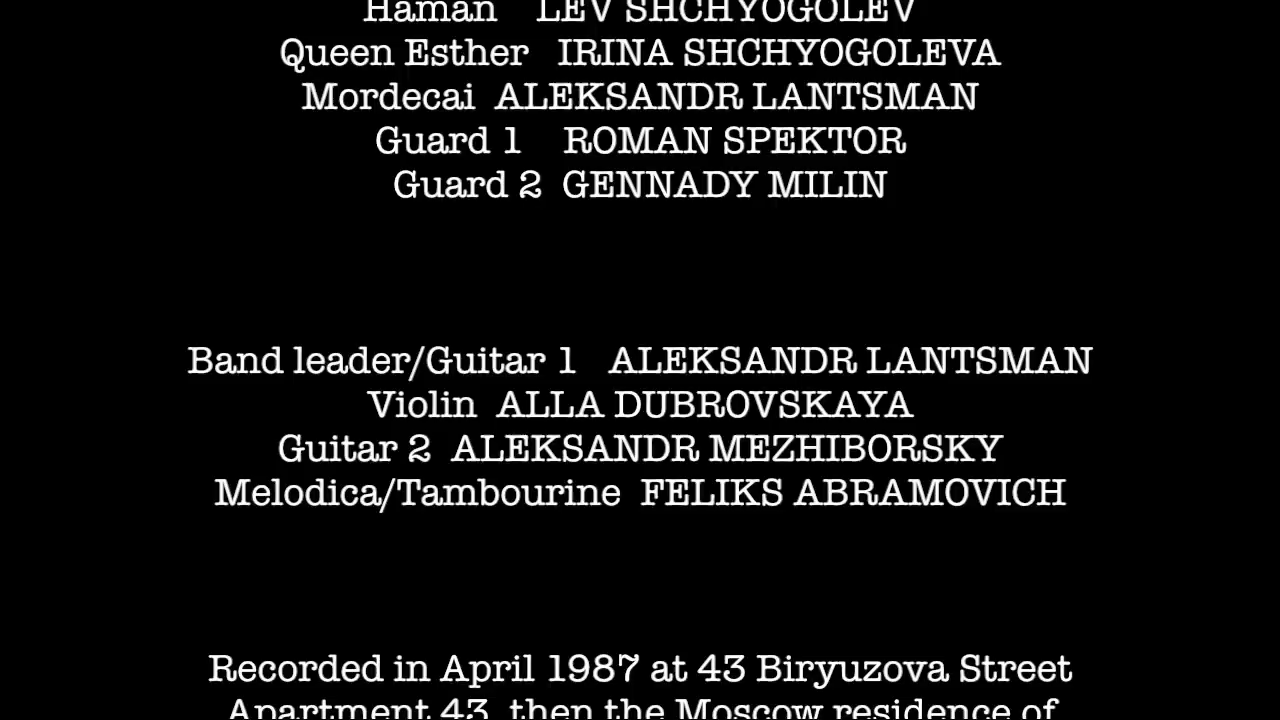 Haman LEV SHCHYOGOLEV
Queen Esther IRINA SHCHYOGOLEVA
Mordecai ALEKSANDR LANTSMAN
Guard 1 ROMAN SPEKTOR
Guard 2 GENNADY MILIN
Band leader/Guitar 1 ALEKSANDR LANTSMAN
Violin ALLA DUBROVSKAYA
Guitar 2 ALEKSANDR MEZHIBORSKY
Melodica/Tambourine FELIKS ABRAMOVICH
Recorded in April 1987 at 43 Biryuzova Street
Apartment 43, then the Moscow residence of